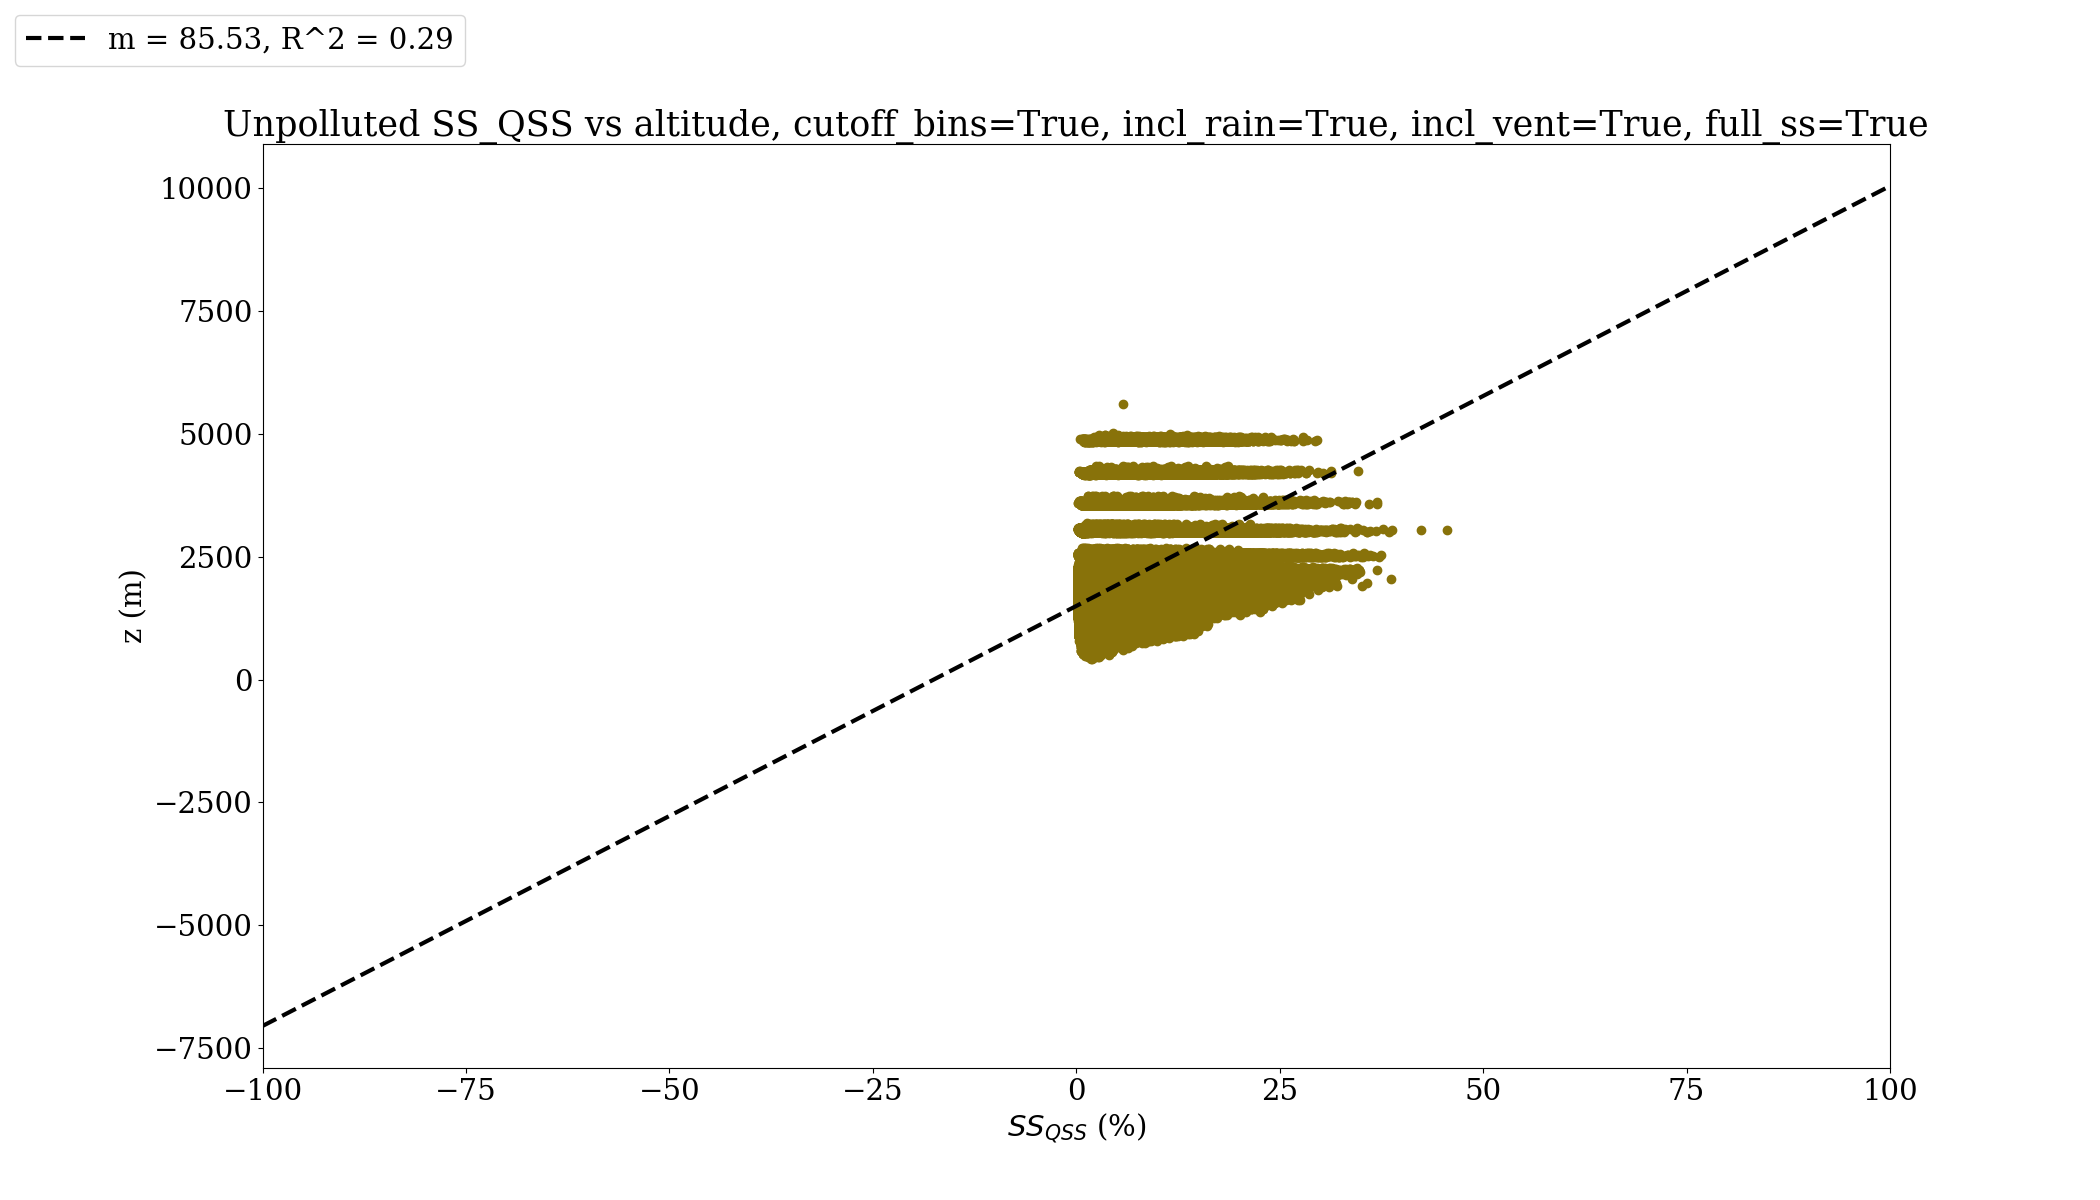 m = 85.53, R^2 = 0.29
Unpolluted SS_QSS vs altitude, cutoff_bins=True, incl_rain=True, incl_vent=True, full_ss=True
10000
7500
5000
2500
0
−2500
−5000
−7500
z (m)
−100 −75 −50 −25 0 25 50 75 100
SS_QSS (%)